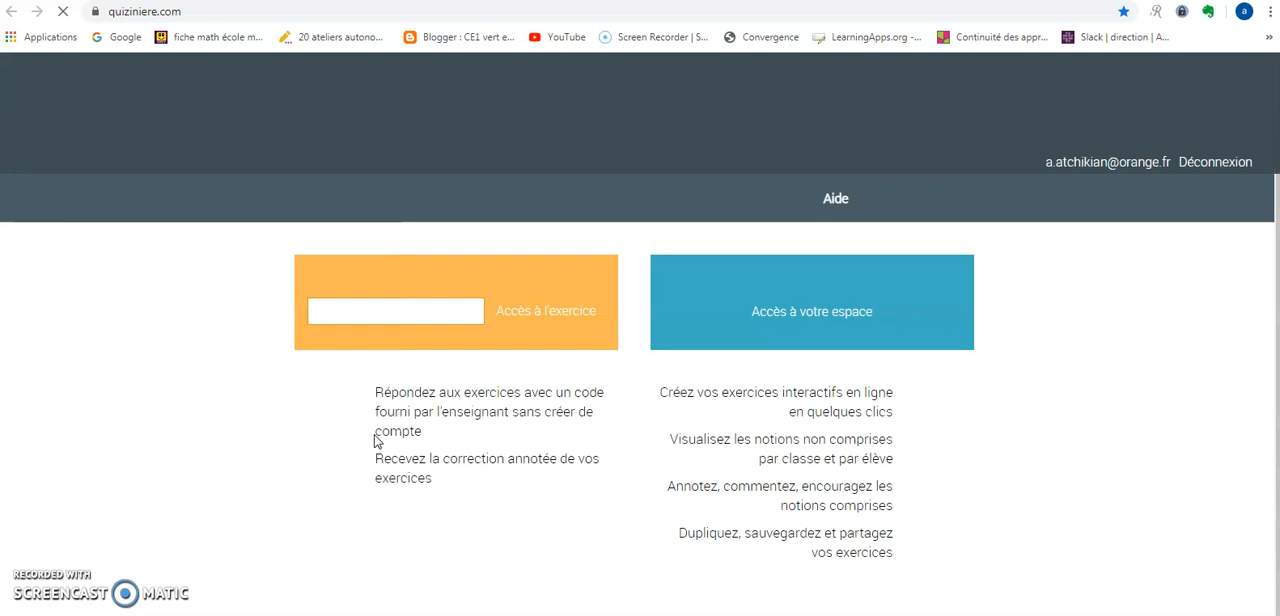 quiziniere.com
a
Applications
Google
fiche math école m...
20 ateliers autono...
Blogger : CE1 vert e...
YouTube
Screen Recorder | S...
Convergence
LearningApps.org -...
Continuité des appr...
Slack | direction | A...
»
a.atchikian@orange.fr Déconnexion
Aide
Accès à l'exercice
Accès à votre espace
Répondez aux exercices avec un code
fourni par l'enseignant sans créer de
compte
Recevez la correction annotée de vos
exercices
Créez vos exercices interactifs en ligne
en quelques clics
Visualisez les notions non comprises
par classe et par élève
Annotez, commentez, encouragez les
notions comprises
Dupliquez, sauvegardez et partagez
vos exercices
RECORDED WITH
SCREENCAST MATIC